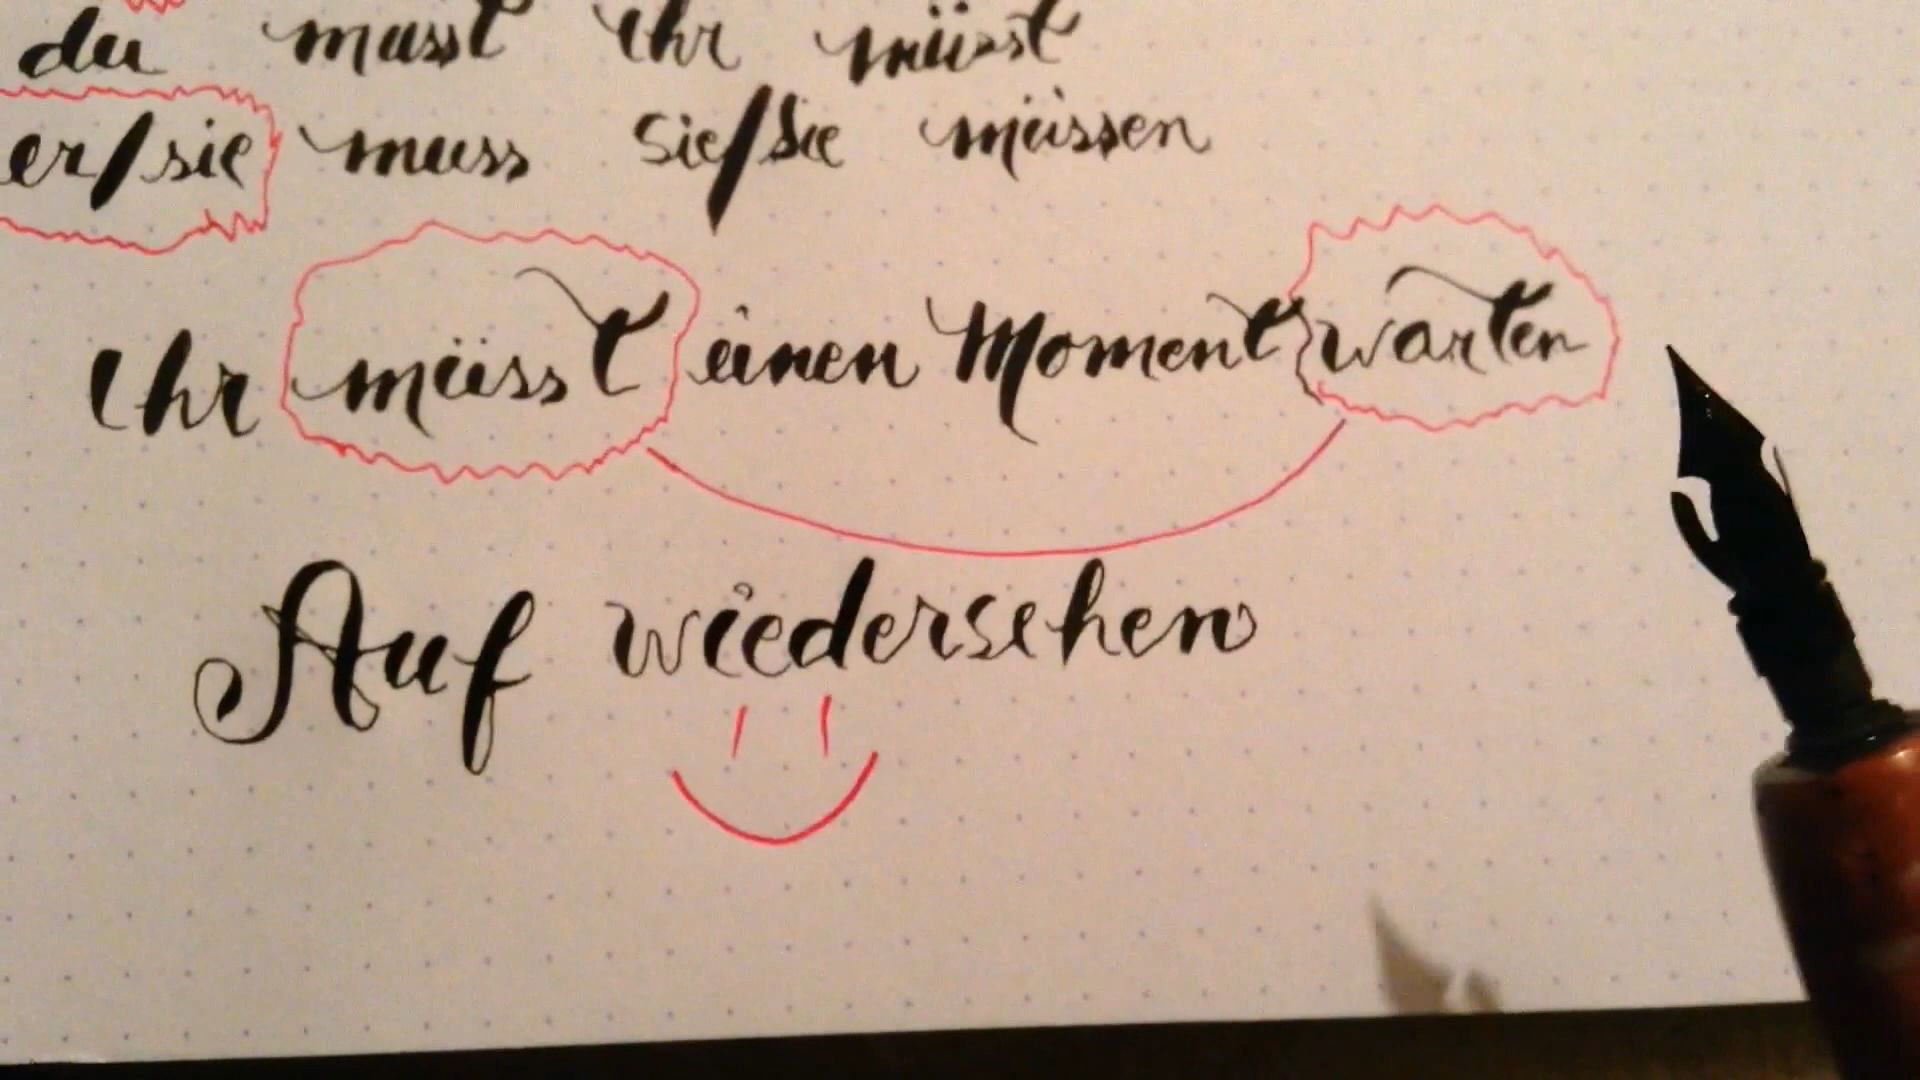 du musst Ihr müsst
er/sie muss Sie/Sie müssen
Ihr müsst einen Moment warten
Auf wiedersehen